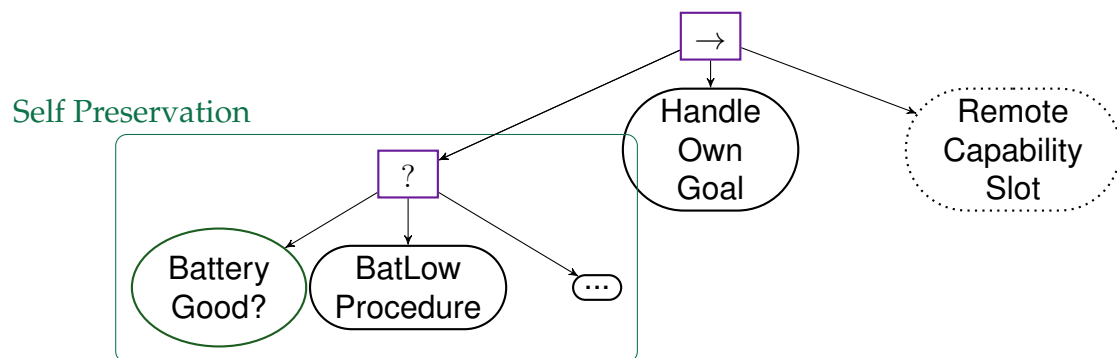 →
Self Preservation
Handle
Own
Goal
Remote
Capability
Slot
?
Battery
Good?
BatLow
Procedure
...